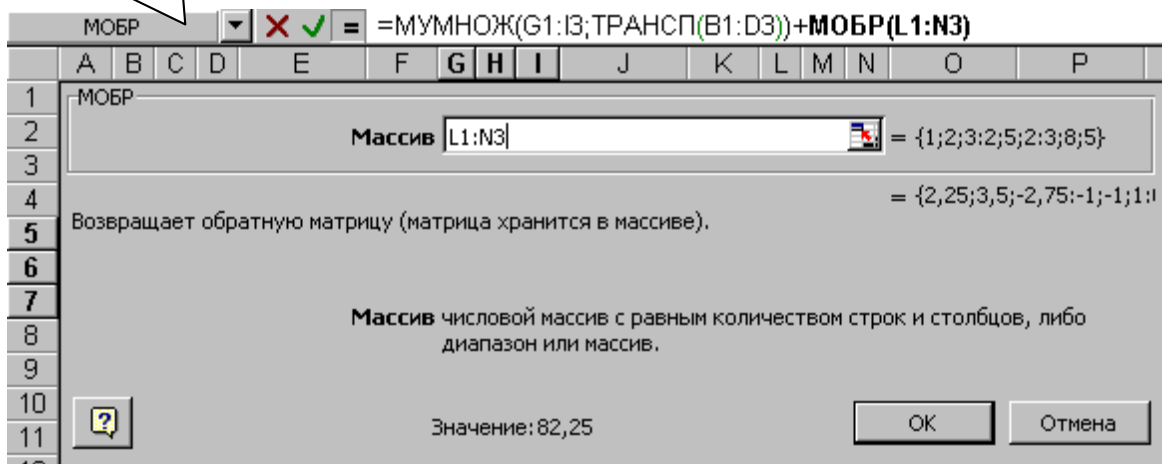 МОБР = =МУМНОЖ(G1:I3;ТРАНСП(B1:D3))+МОБР(L1:N3)
A B C D E F G H I J K L M N O P
1 МОБР
2 Массив L1:N3 = {1;2;3:2;5;2:3;8;5}
3
4 = {2,25;3,5;-2,75:-1;-1;1:
5 Возвращает обратную матрицу (матрица хранится в массиве).
6
7 Массив числовой массив с равным количеством строк и столбцов, либо
8 диапазон или массив.
9
10 ? Значение:82,25 ОК Отмена
11